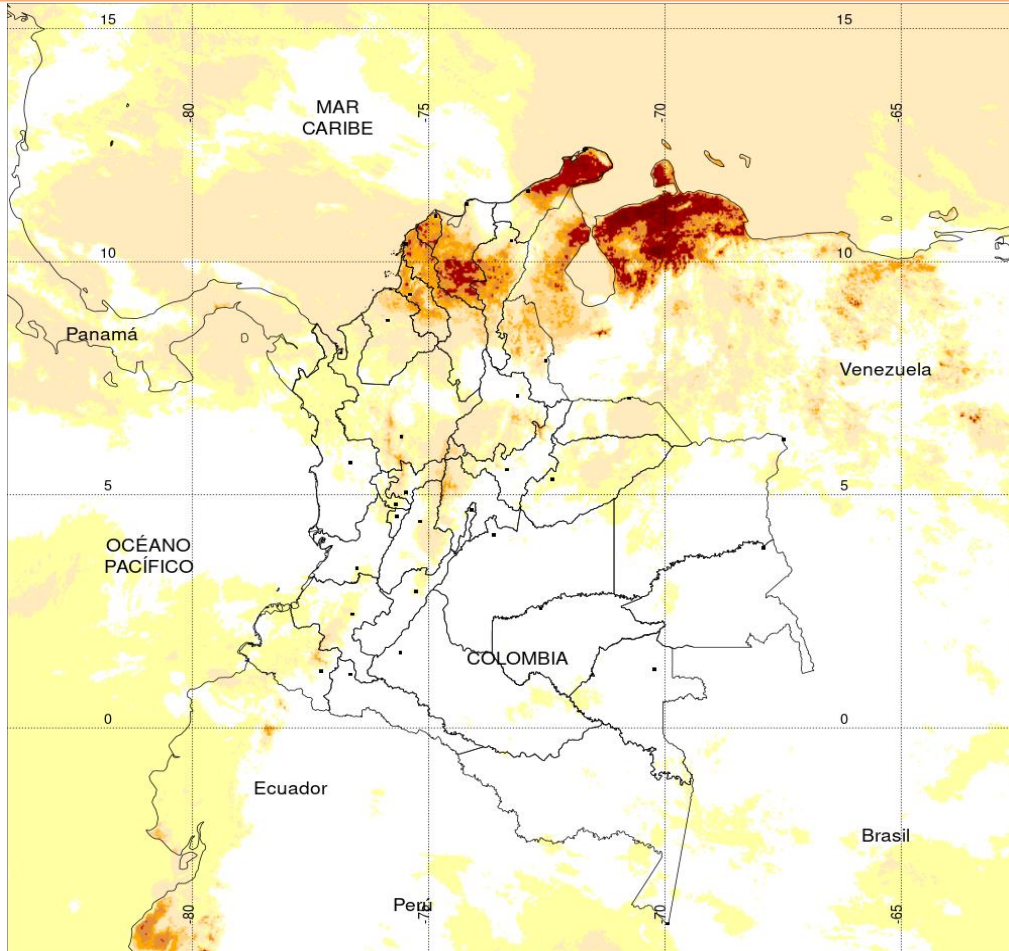 15 15
-80 -75 -70 -65
MAR
CARIBE
10 10
Panamá
Venezuela
5 5
OCÉANO
PACÍFICO
COLOMBIA
0 0
Ecuador
Brasil
Perú
-80 -75 -70 -65